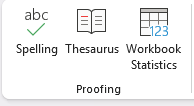 abc
123
Spelling Thesaurus Workbook
Statistics
Proofing